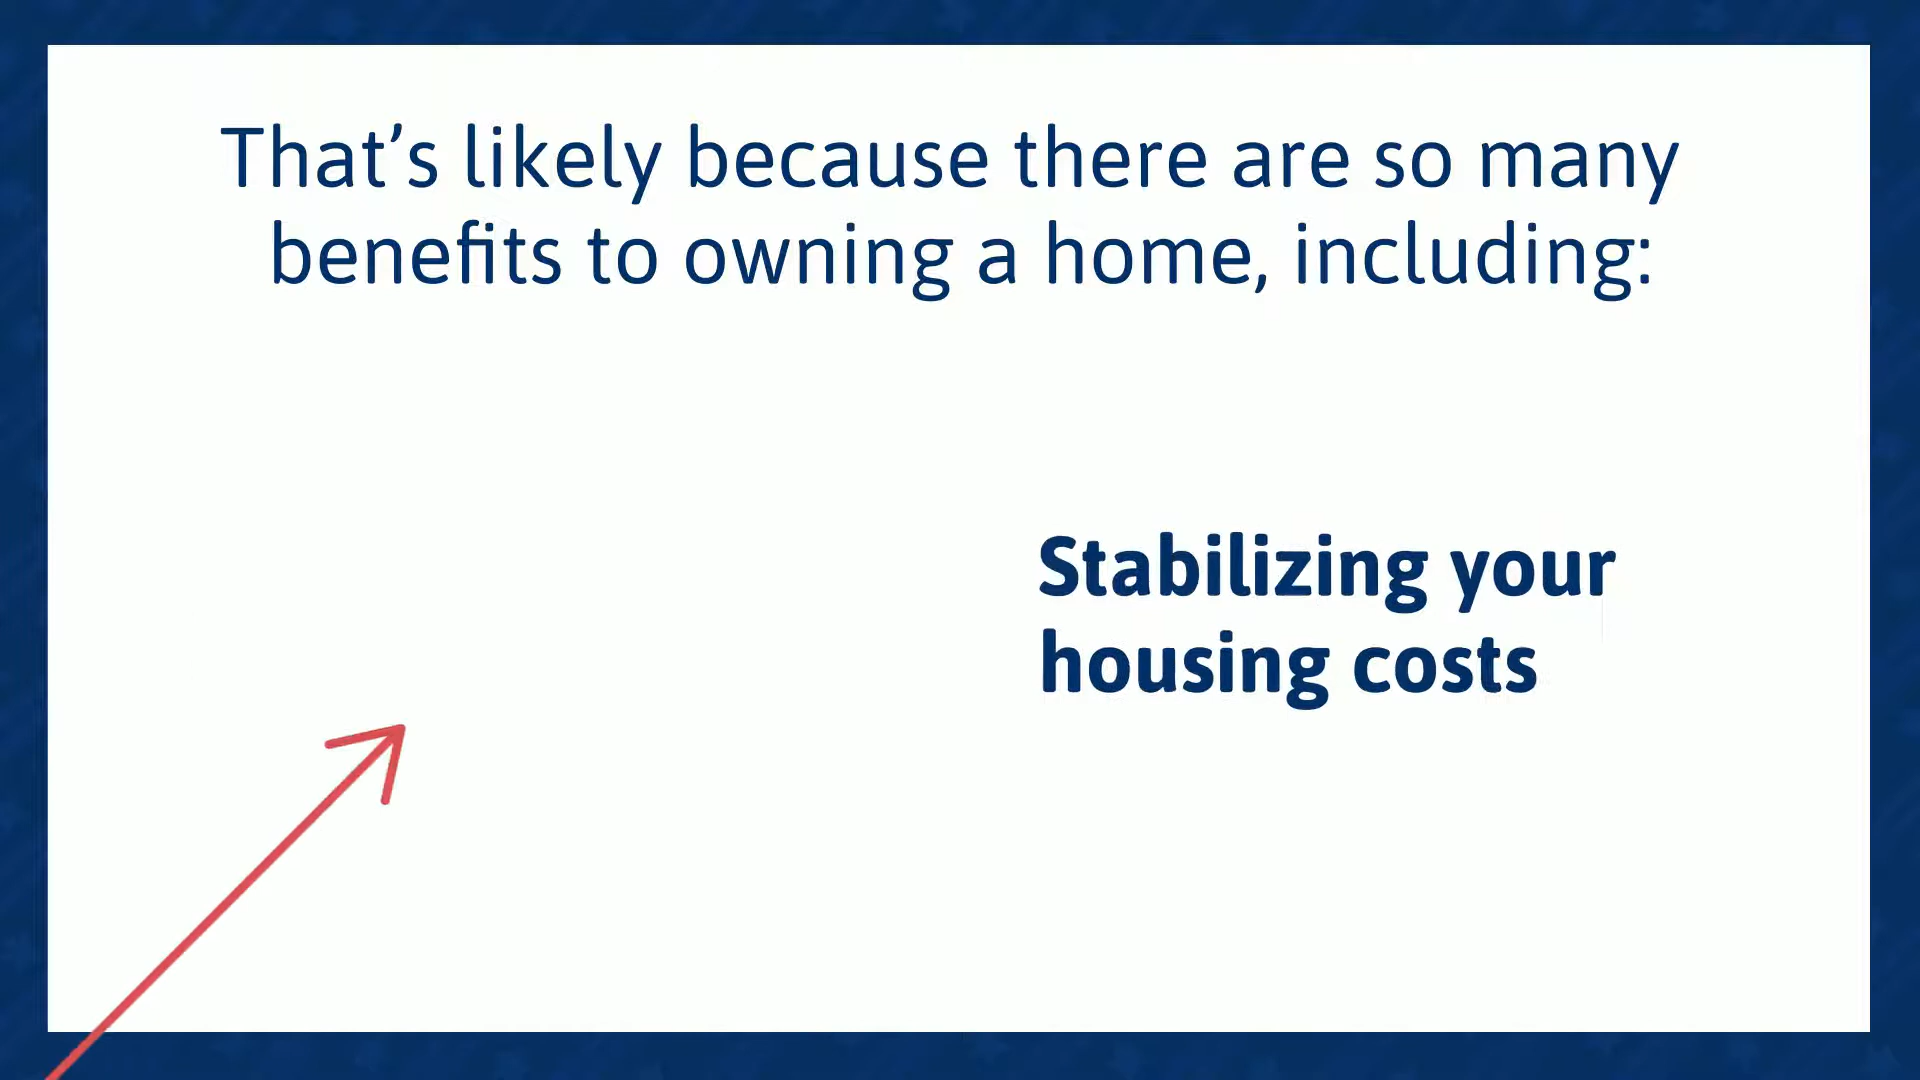 That’s likely because there are so many
benefits to owning a home, including:
Stabilizing your
housing costs